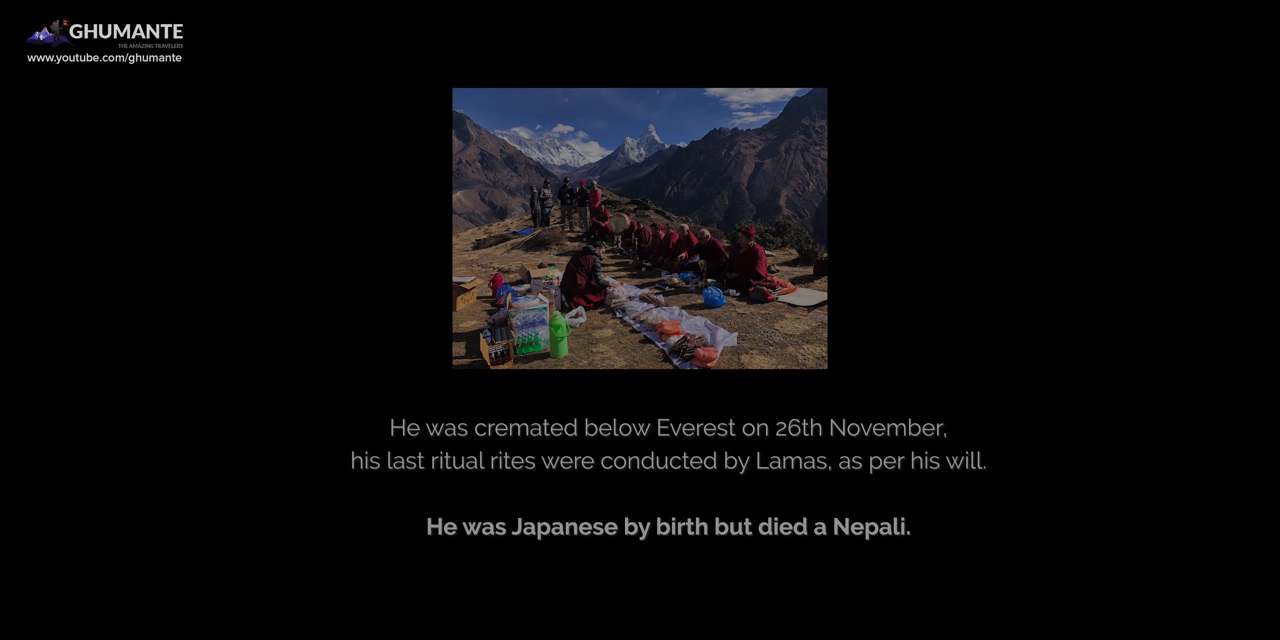 GHUMANTE
THE AMAZING TRAVELERS
www.youtube.com/ghumante
He was cremated below Everest on 26th November,
his last ritual rites were conducted by Lamas, as per his will.
He was Japanese by birth but died a Nepali.